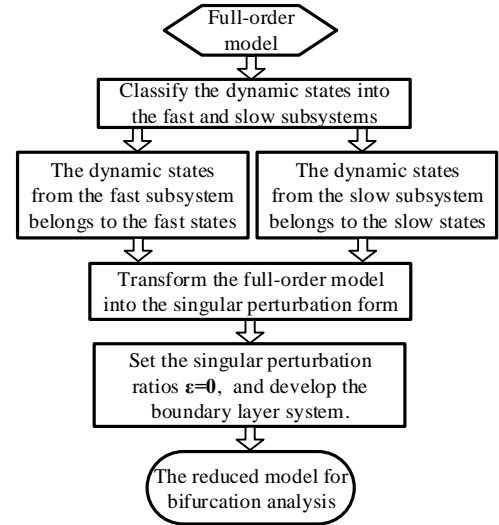 Full-order
model
Classify the dynamic states into
the fast and slow subsystems
The dynamic states
from the fast subsystem
belongs to the fast states
The dynamic states
from the slow subsystem
belongs to the slow states
Transform the full-order model
into the singular perturbation form
Set the singular perturbation
ratios ε=0, and develop the
boundary layer system.
The reduced model for
bifurcation analysis